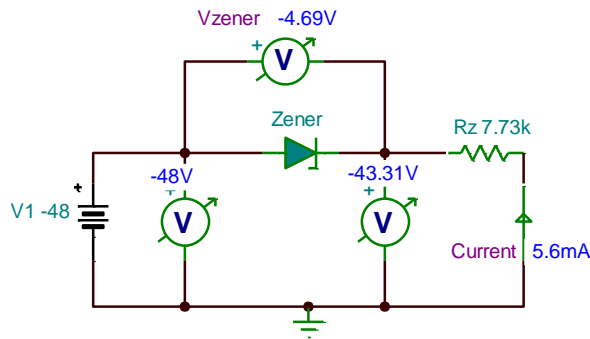 Vzener -4.69V
+
V
Zener
Rz 7.73k
-48V
-43.31V
+
+
+
V1 -48
V
V
Current 5.6mA